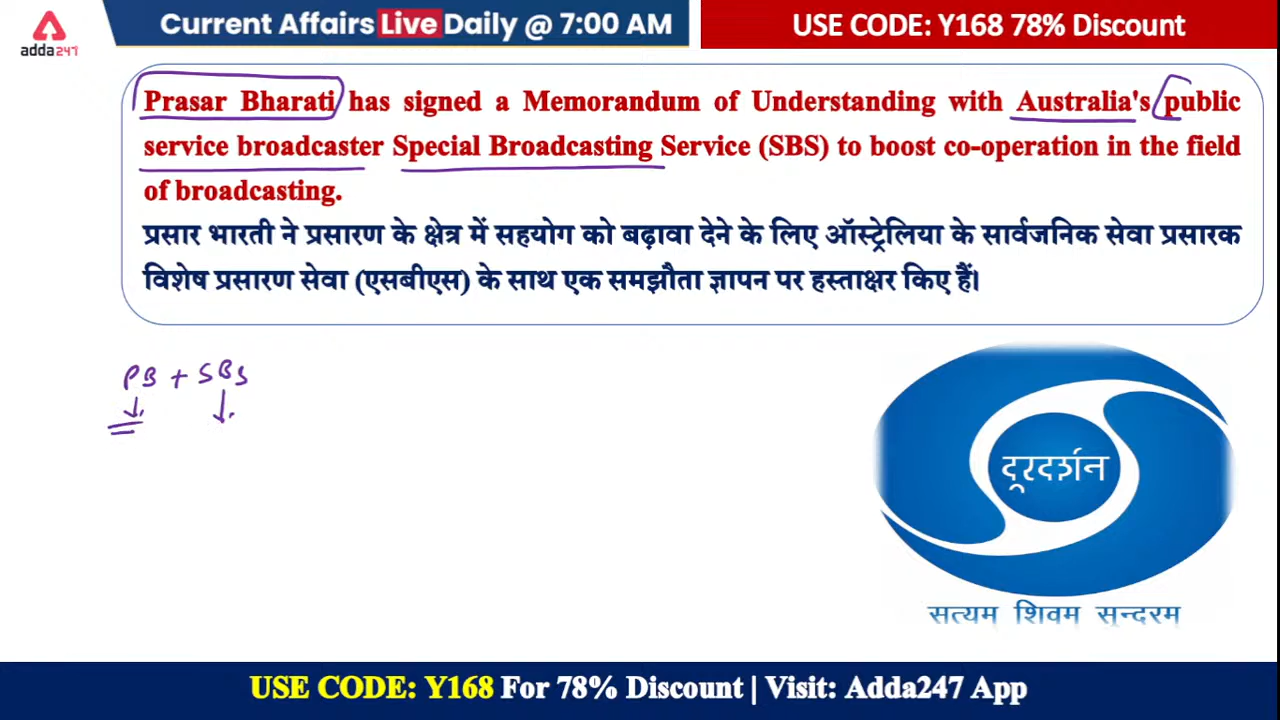 Current Affairs Live Daily @ 7:00 AM
USE CODE: Y168 78% Discount
adda247
Prasar Bharati has signed a Memorandum of Understanding with Australia's public
service broadcaster Special Broadcasting Service (SBS) to boost co-operation in the field
of broadcasting.
प्रसार भारती ने प्रसारण के क्षेत्र में सहयोग को बढ़ावा देने के लिए ऑस्ट्रेलिया के सार्वजनिक सेवा प्रसारक
विशेष प्रसारण सेवा (एसबीएस) के साथ एक समझौता ज्ञापन पर हस्ताक्षर किए हैं।
PB + SBS
दूरदर्शन
सत्यम शिवम सुन्दरम
USE CODE: Y168 For 78% Discount | Visit: Adda247 App